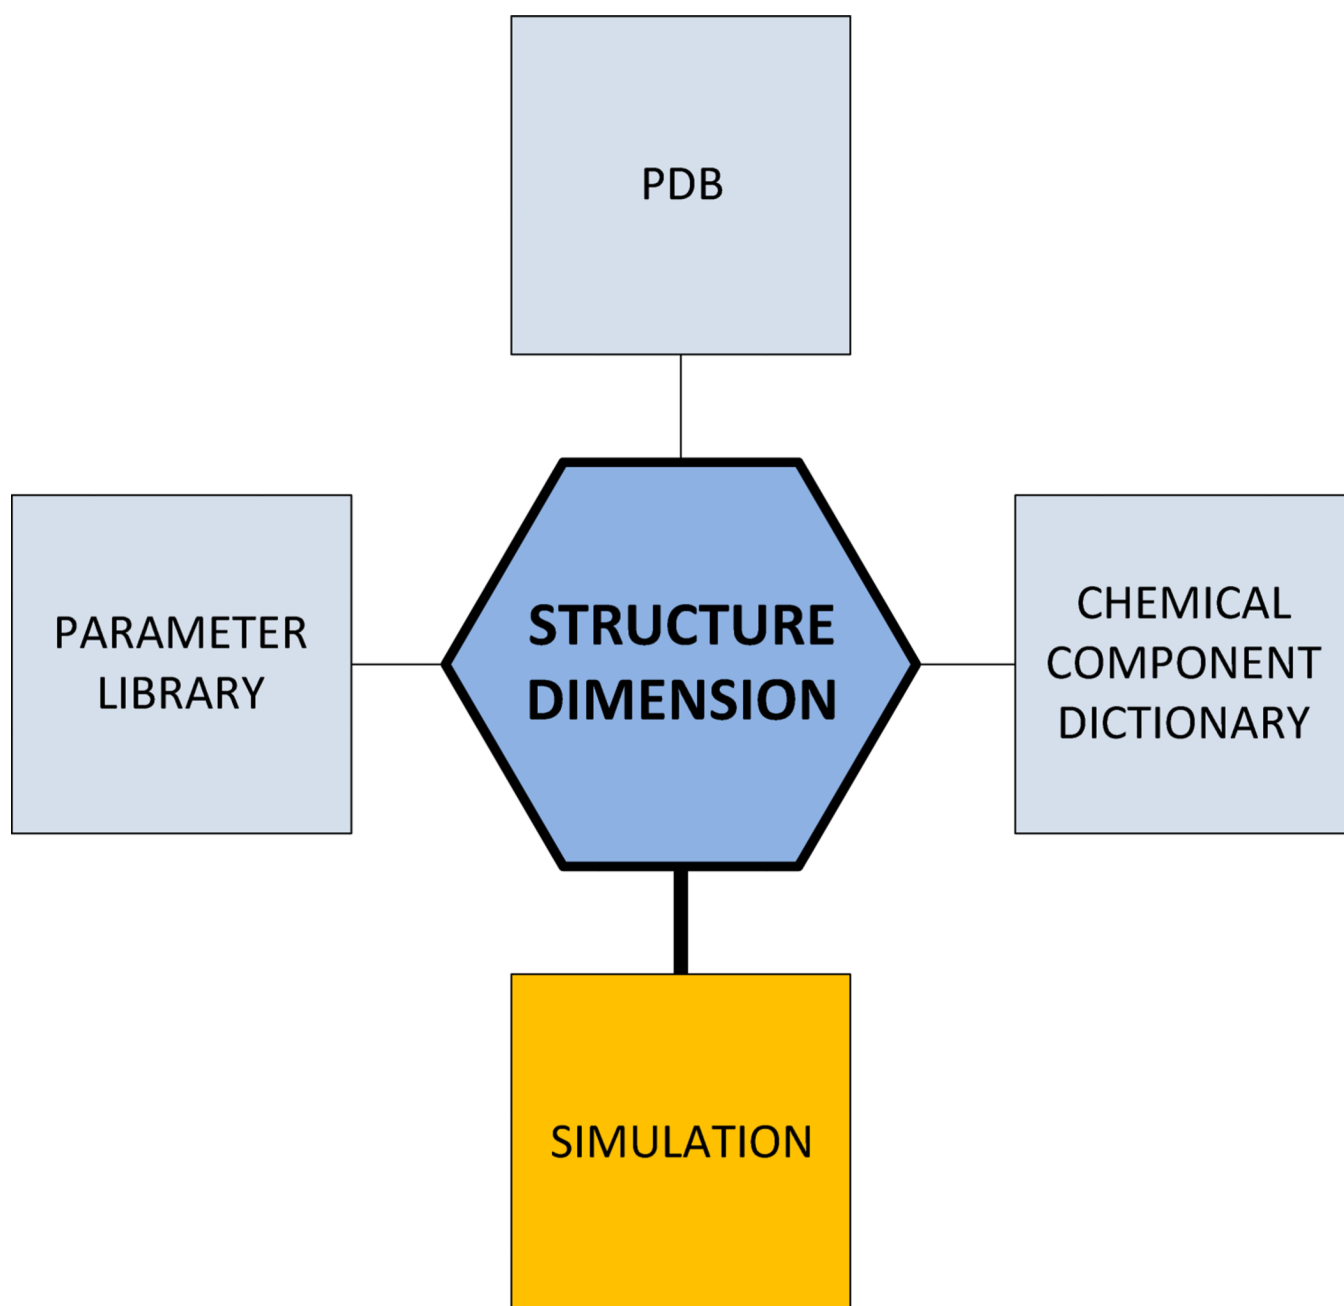 PDB
PARAMETER
LIBRARY
STRUCTURE
DIMENSION
CHEMICAL
COMPONENT
DICTIONARY
SIMULATION